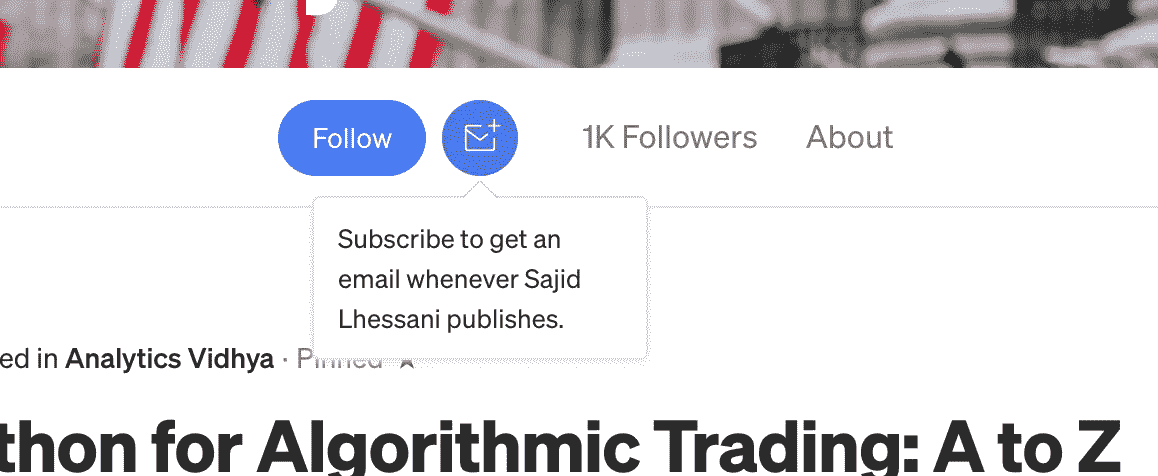 Follow
1K Followers
About
Subscribe to get an
email whenever Sajid
Lhessani publishes.
ed in Analytics Vidhya · Pinned
thon for Algorithmic Trading: A to Z